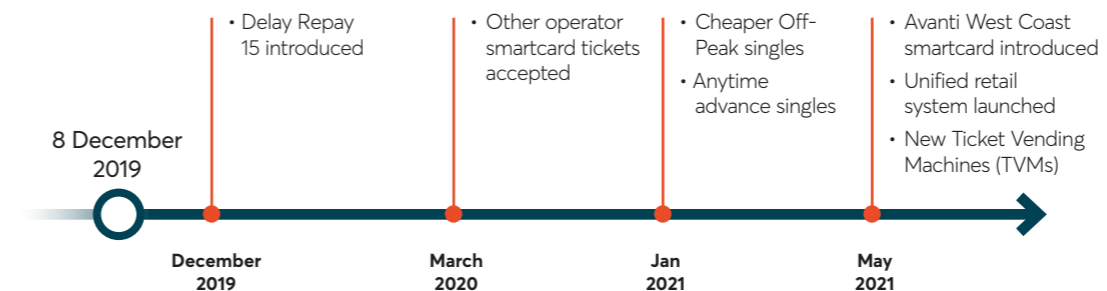 8 December
2019
• Delay Repay
15 introduced
• Other operator
smartcard tickets
accepted
• Cheaper Off-
Peak singles
• Anytime
advance singles
• Avanti West Coast
smartcard introduced
• Unified retail
system launched
• New Ticket Vending
Machines (TVMs)
December
2019
March
2020
Jan
2021
May
2021